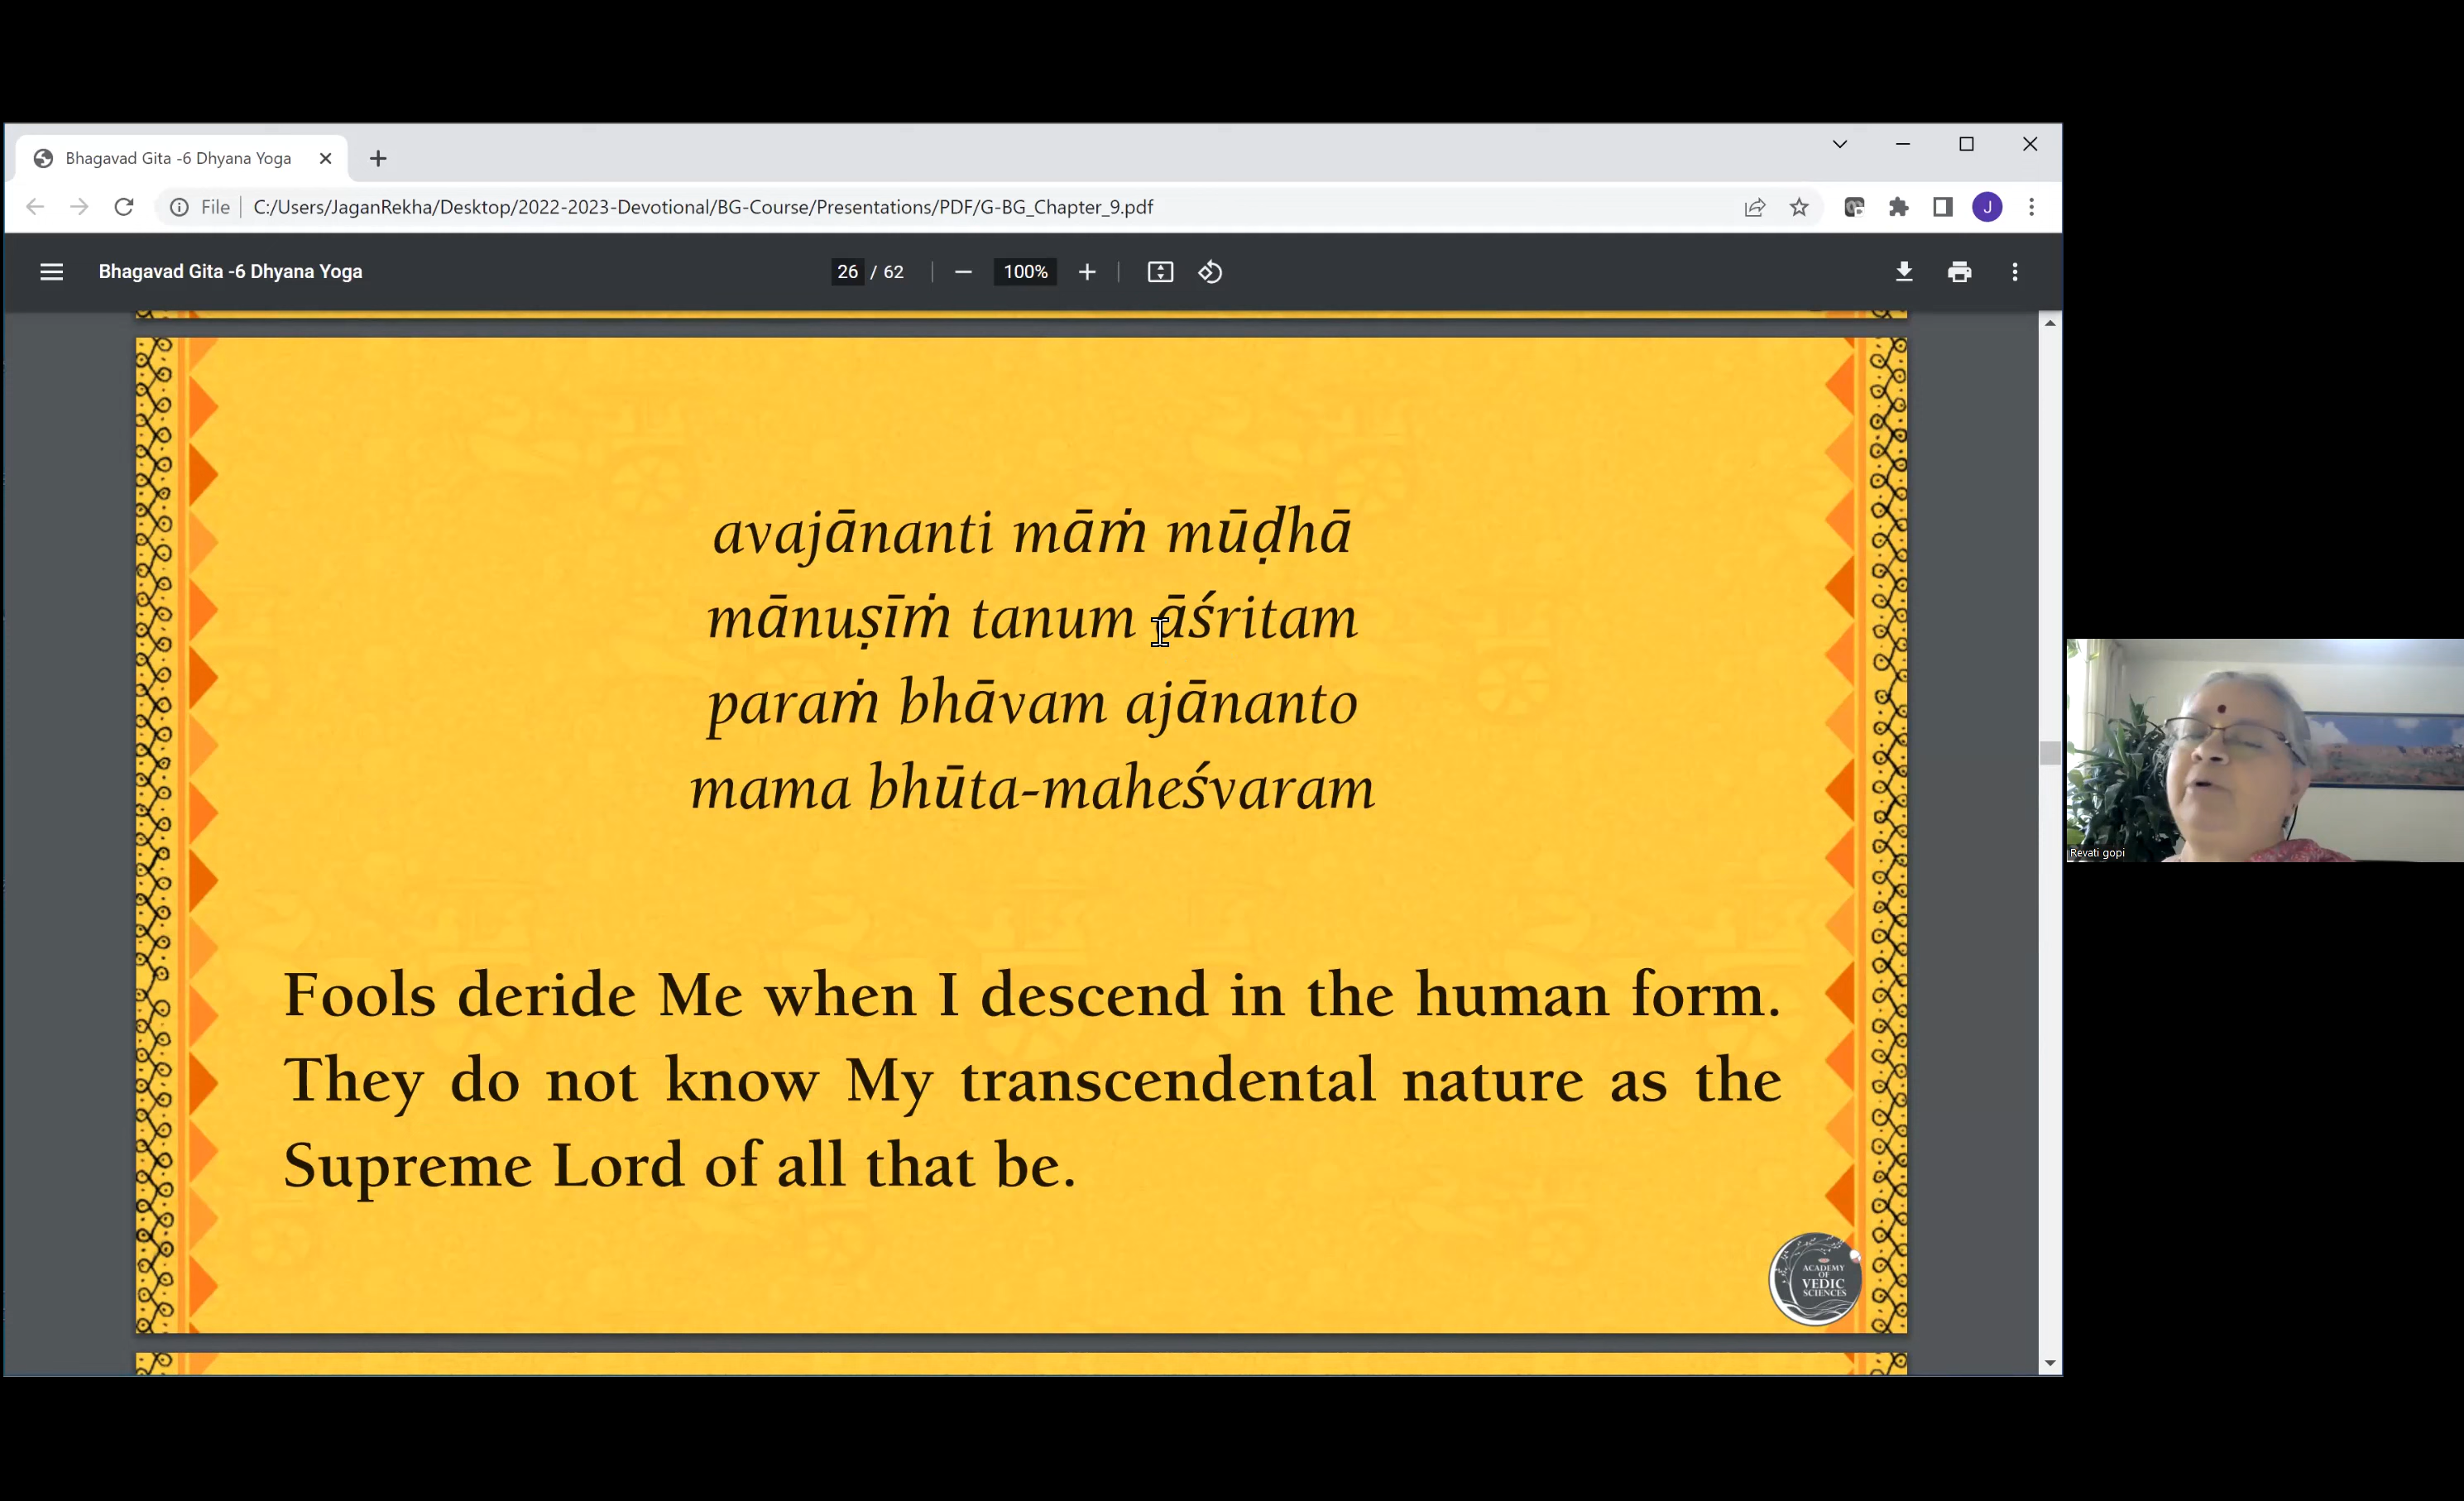 Bhagavad Gita -6 Dhyana Yoga
File
C:/Users/JaganRekha/Desktop/2022-2023-Devotional/BG-Course/Presentations/PDF/G-BG_Chapter_9.pdf
J
Bhagavad Gita -6 Dhyana Yoga
26 / 62
100%
avajānanti māṁ mūḍhā
mānuṣīṁ tanum āśritam
paraṁ bhāvam ajānanto
mama bhūta-maheśvaram
Fools deride Me when I descend in the human form.
They do not know My transcendental nature as the
Supreme Lord of all that be.
ACADEMY
OF
VEDIC
SCIENCES
Revati gopi